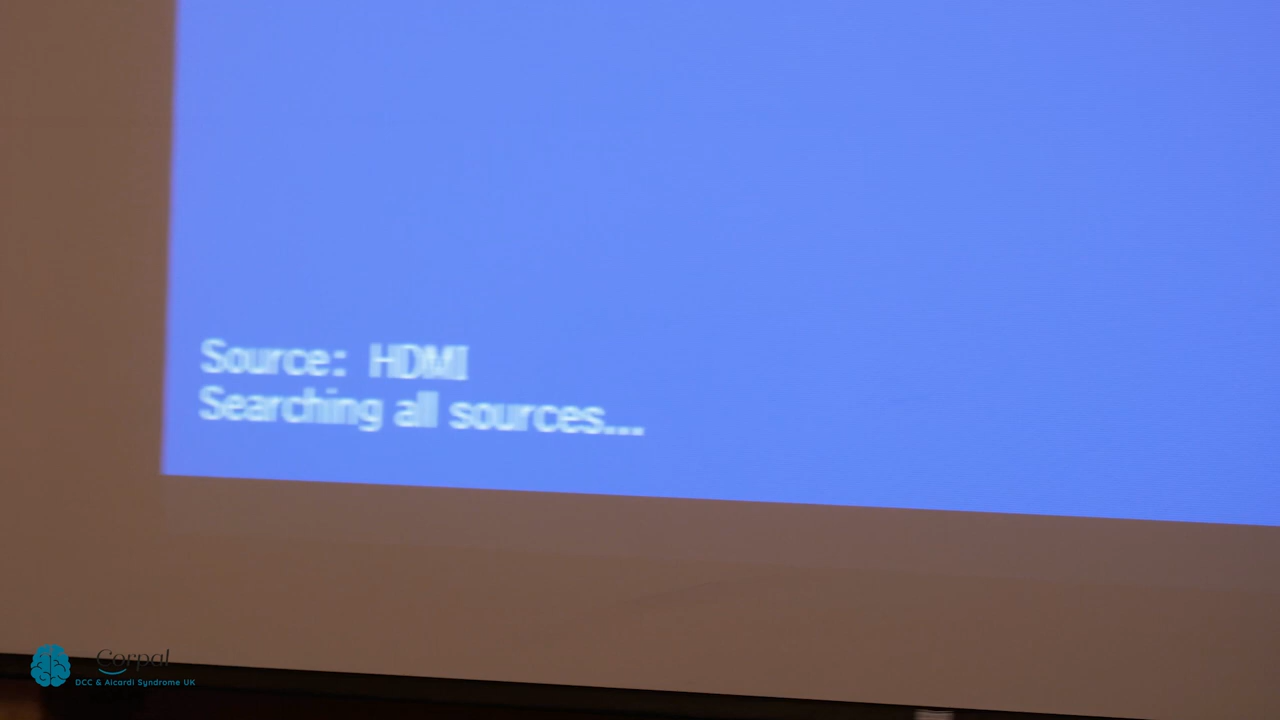 Source: HDMI
Searching all sources...
Corpal
DCC & Aicardi Syndrome UK